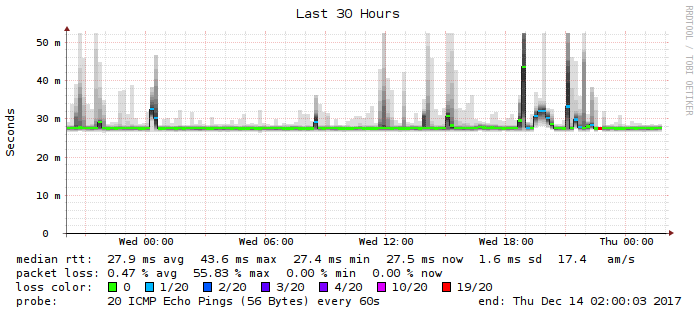 Last 30 Hours
RRDTOOL / TOBI OETIKER
Seconds
50 m
40 m
30 m
20 m
10 m
0
Wed 00:00 Wed 06:00 Wed 12:00 Wed 18:00 Thu 00:00
median rtt: 27.9 ms avg 43.6 ms max 27.4 ms min 27.5 ms now 1.6 ms sd 17.4 am/s
packet loss: 0.47 % avg 55.83 % max 0.00 % min 0.00 % now
loss color: 0 1/20 2/20 3/20 4/20 10/20 19/20
probe: 20 ICMP Echo Pings (56 Bytes) every 60s end: Thu Dec 14 02:00:03 2017